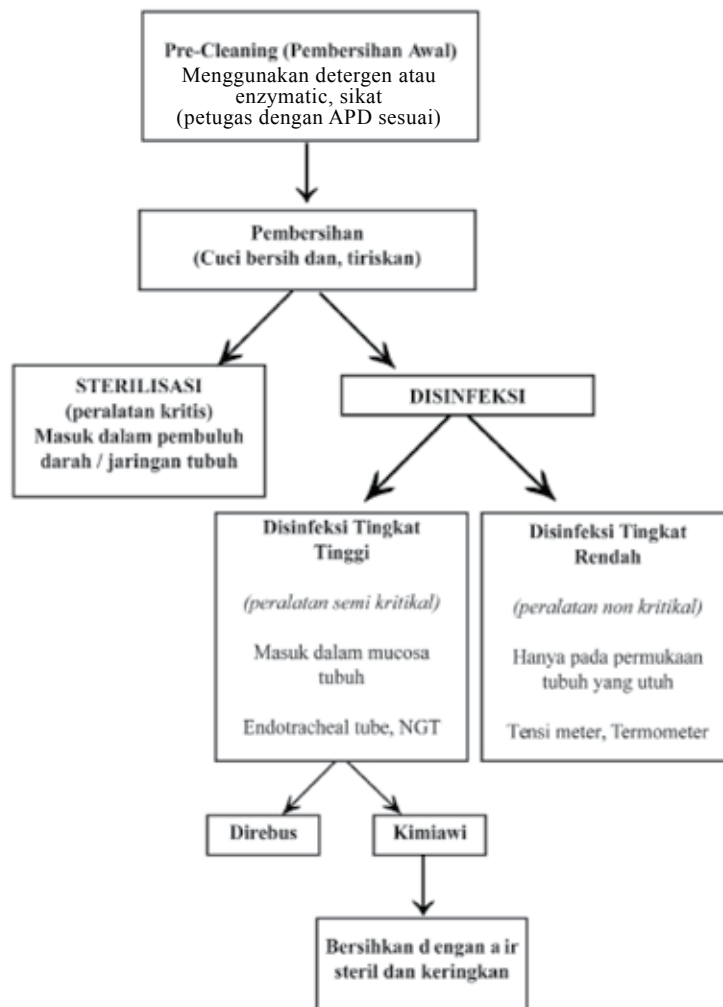 Pre-Cleaning (Pembersihan Awal)
Menggunakan detergen atau
enzymatic, sikat
(petugas dengan APD sesuai)
Pembersihan
(Cuci bersih dan, tiriskan)
STERILISASI
(peralatan kritis)
Masuk dalam pembuluh
darah / jaringan tubuh
DISINFEKSI
Disinfeksi Tingkat
Tinggi
(peralatan semi kritikal)
Masuk dalam mucosa
tubuh
Endotracheal tube, NGT
Disinfeksi Tingkat
Rendah
(peralatan non kritikal)
Hanya pada permukaan
tubuh yang utuh
Tensi meter, Termometer
Direbus
Kimiawi
Bersihkan d engan a ir
steril dan keringkan